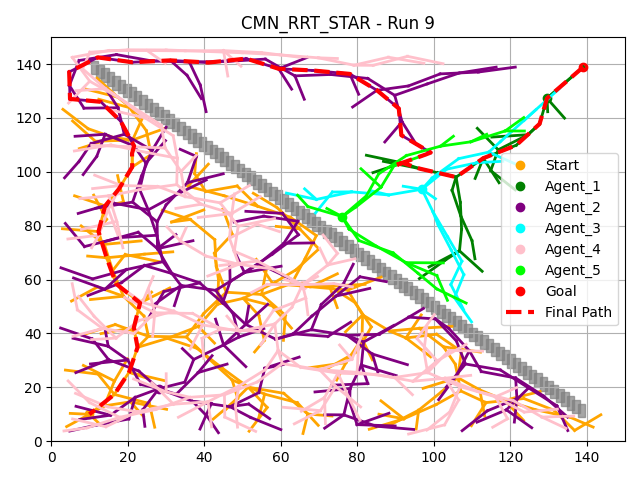 CMN_RRT_STAR - Run 9
140
120
100
80
60
40
20
0
0 20 40 60 80 100 120 140
Start
Agent_1
Agent_2
Agent_3
Agent_4
Agent_5
Goal
Final Path